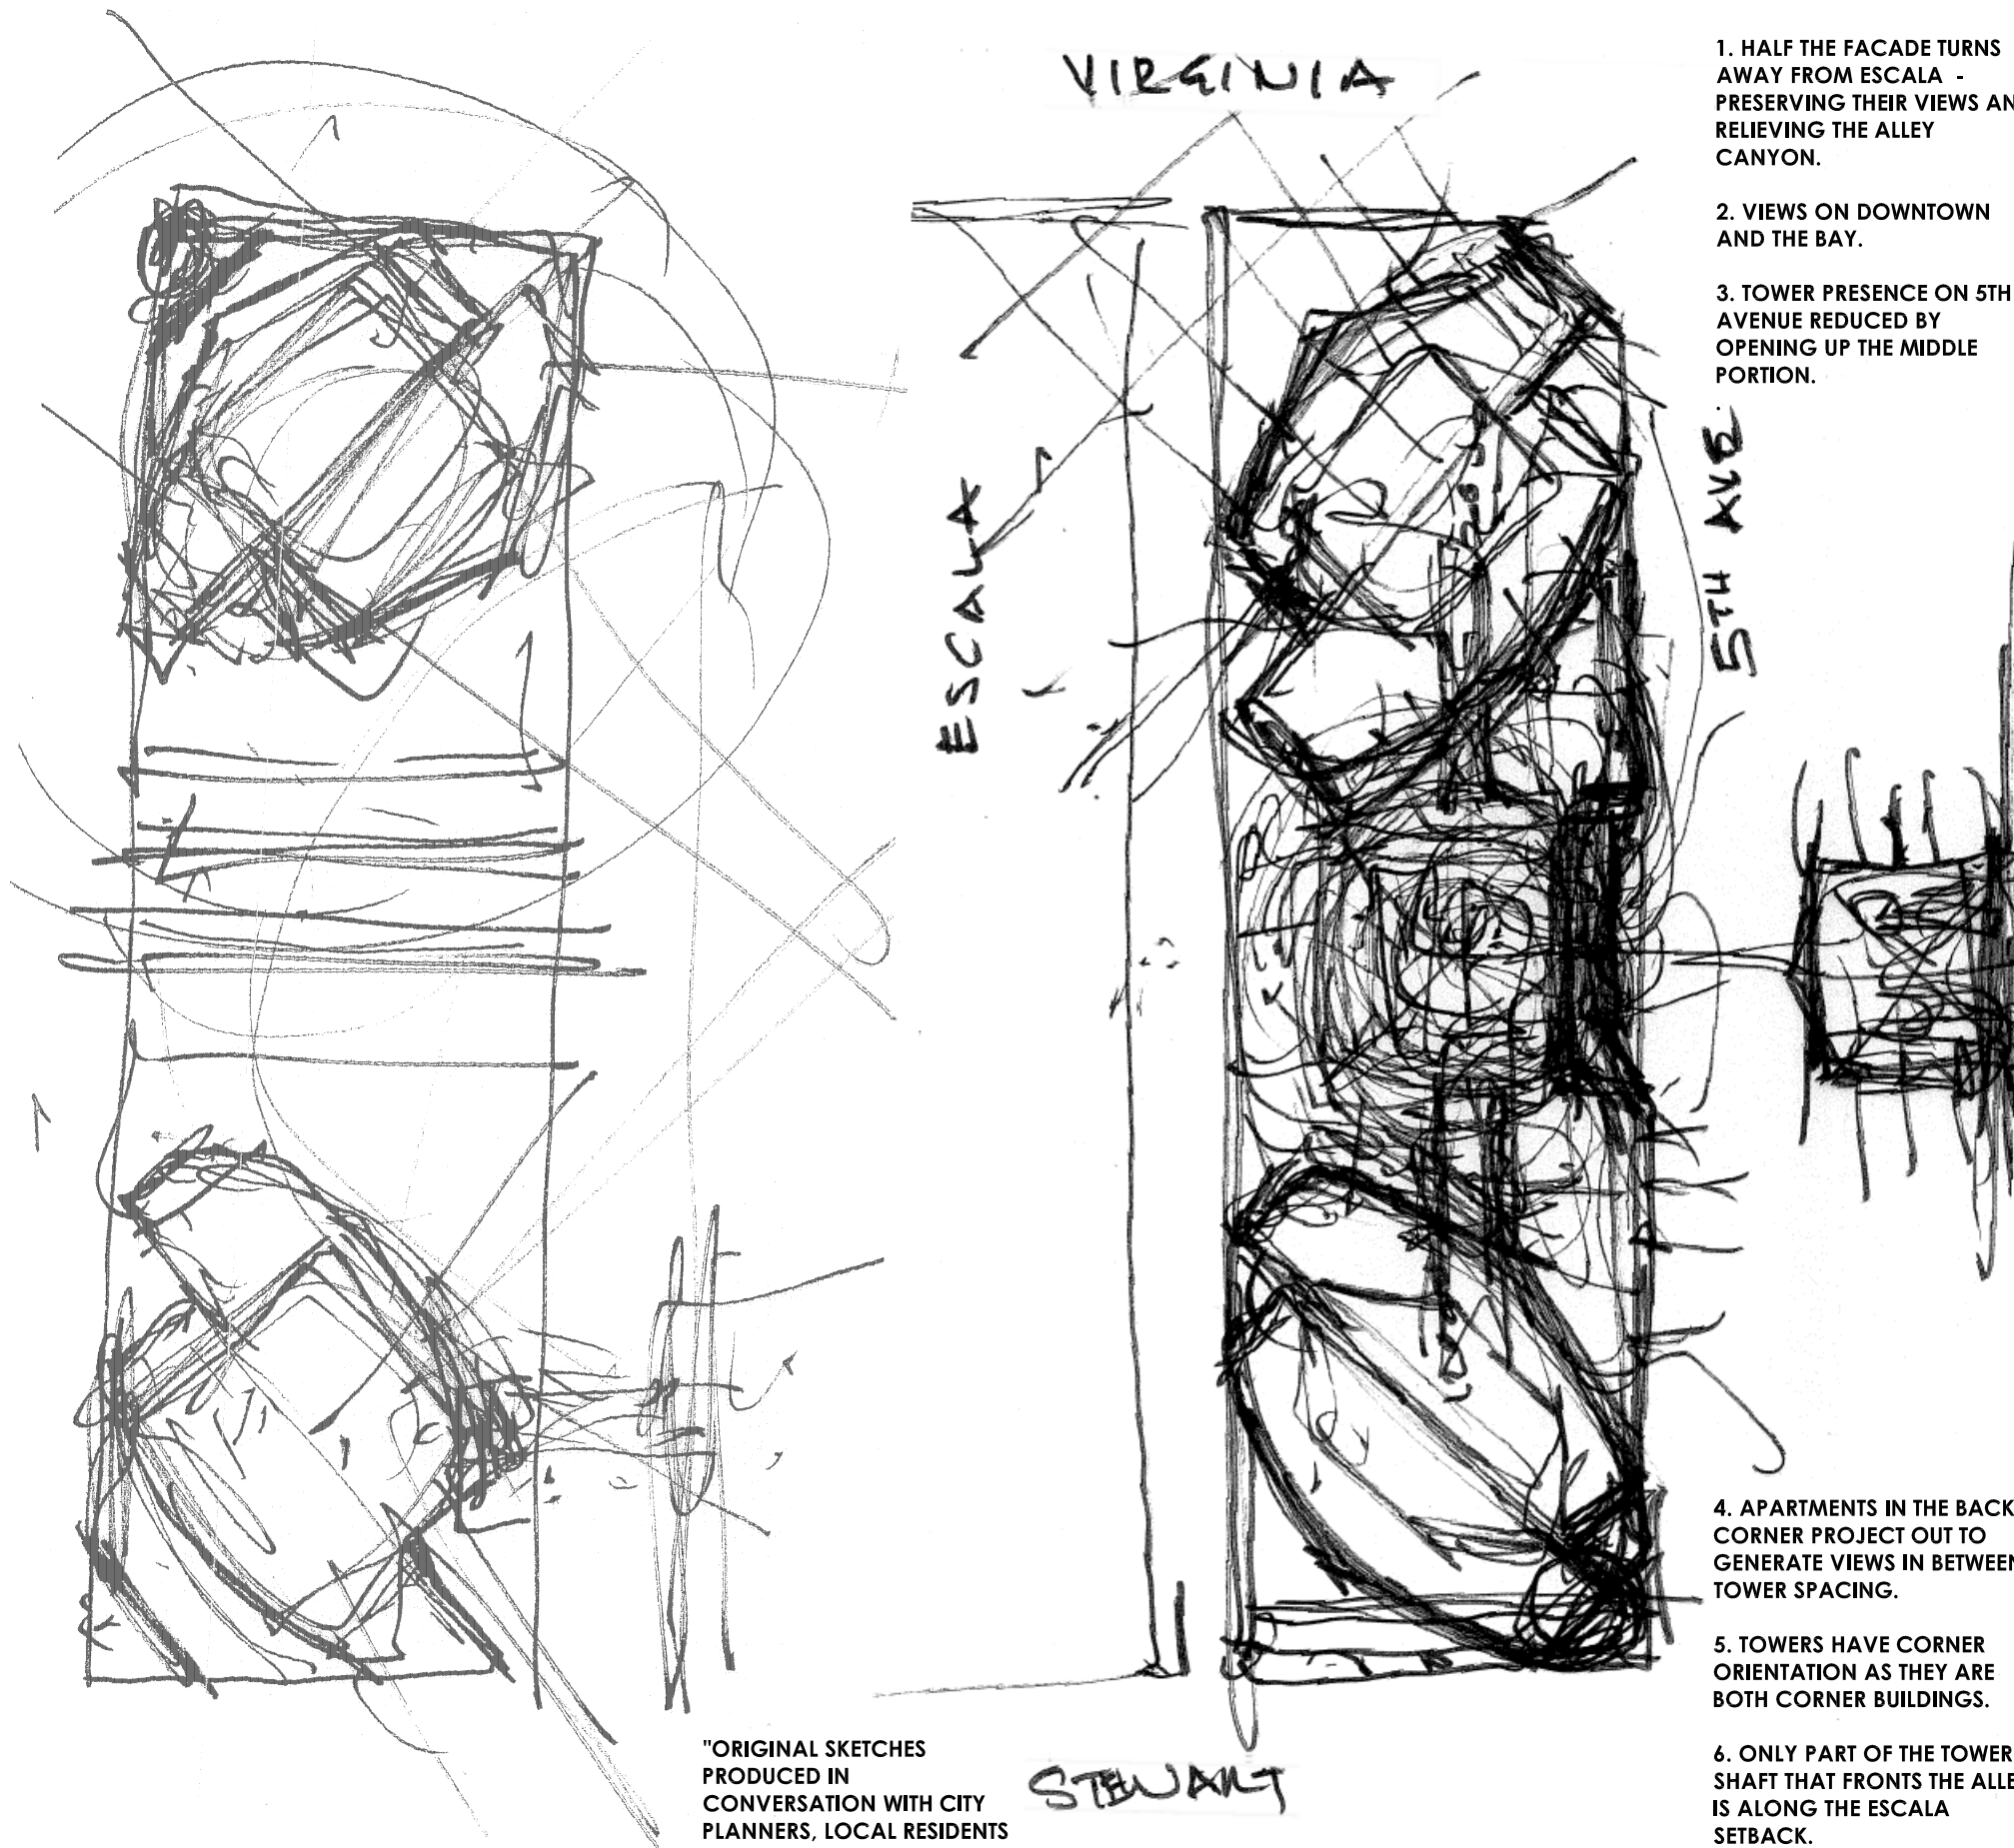 VIRGINIA
1. HALF THE FACADE TURNS
AWAY FROM ESCALA -
PRESERVING THEIR VIEWS AN
RELIEVING THE ALLEY
CANYON.
2. VIEWS ON DOWNTOWN
AND THE BAY.
3. TOWER PRESENCE ON 5TH
AVENUE REDUCED BY
OPENING UP THE MIDDLE
PORTION.
ESCALA
5TH AVE
4. APARTMENTS IN THE BACK
CORNER PROJECT OUT TO
GENERATE VIEWS IN BETWEEN
TOWER SPACING.
5. TOWERS HAVE CORNER
ORIENTATION AS THEY ARE
BOTH CORNER BUILDINGS.
6. ONLY PART OF THE TOWER
SHAFT THAT FRONTS THE ALLE
IS ALONG THE ESCALA
SETBACK.
"ORIGINAL SKETCHES
PRODUCED IN
CONVERSATION WITH CITY
PLANNERS, LOCAL RESIDENTS
STEWART